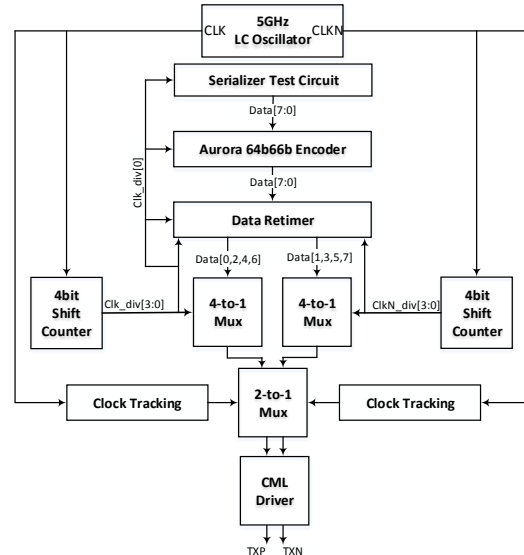 5GHz
CLK
CLKN
LC Oscillator
Serializer Test Circuit
Data[7:0]
Aurora 64b66b Encoder
Clk_div[0]
Data[7:0]
Data Retimer
Data[0,2,4,6]
Data[1,3,5,7]
4bit
Shift
Counter
Clk_div[3:0]
4-to-1
Mux
4-to-1
Mux
ClkN_div[3:0]
4bit
Shift
Counter
Clock Tracking
2-to-1
Mux
Clock Tracking
CML
Driver
TXP
TXN